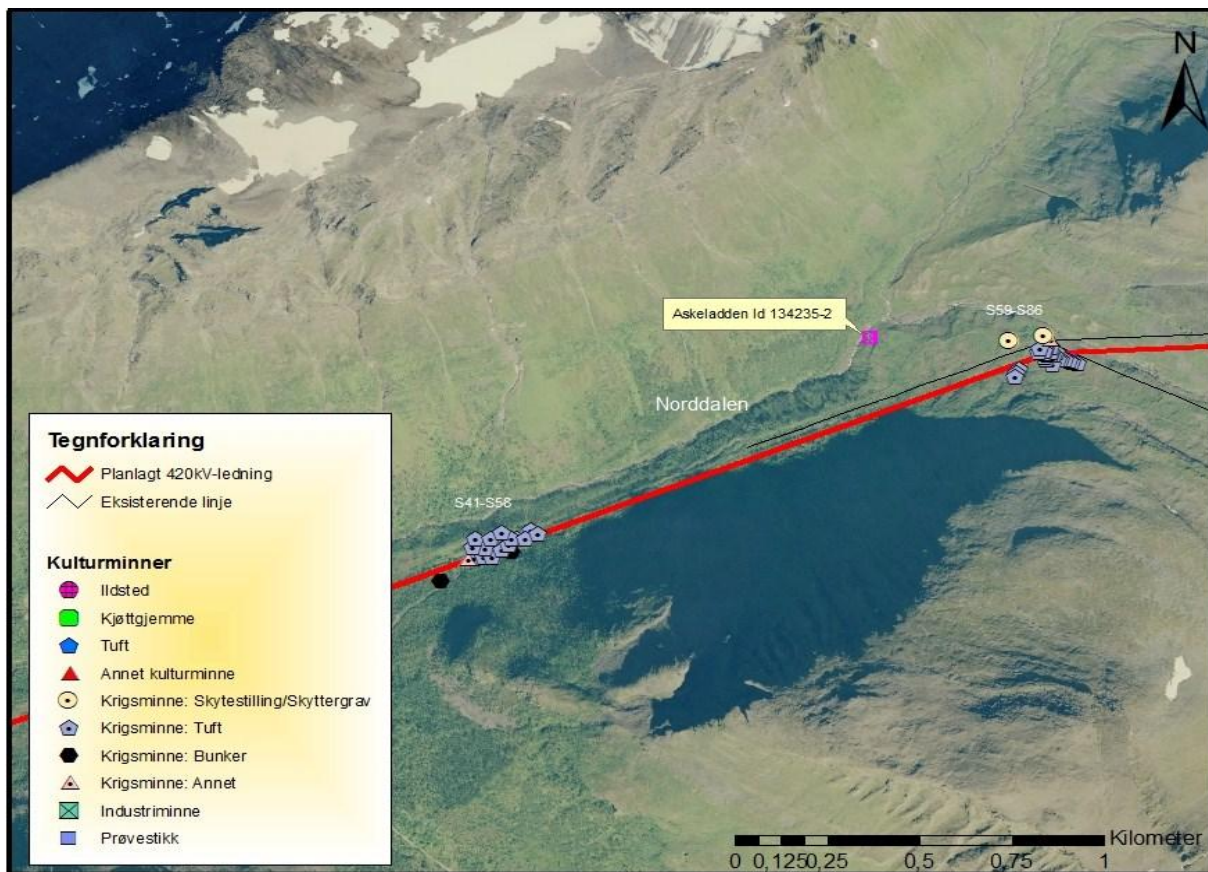 N
Askeladden Id 134235-2
S59-S86
Norddalen
S41-S58
Tegnforklaring
Planlagt 420kV-ledning
Eksisterende linje
Kulturminner
Ildsted
Kjøttgjemme
Tuft
Annet kulturminne
Krigsminne: Skytestilling/Skyttergrav
Krigsminne: Tuft
Krigsminne: Bunker
Krigsminne: Annet
Industriminne
Prøvestikk
Kilometer
0 0,125 0,25 0,5 0,75 1